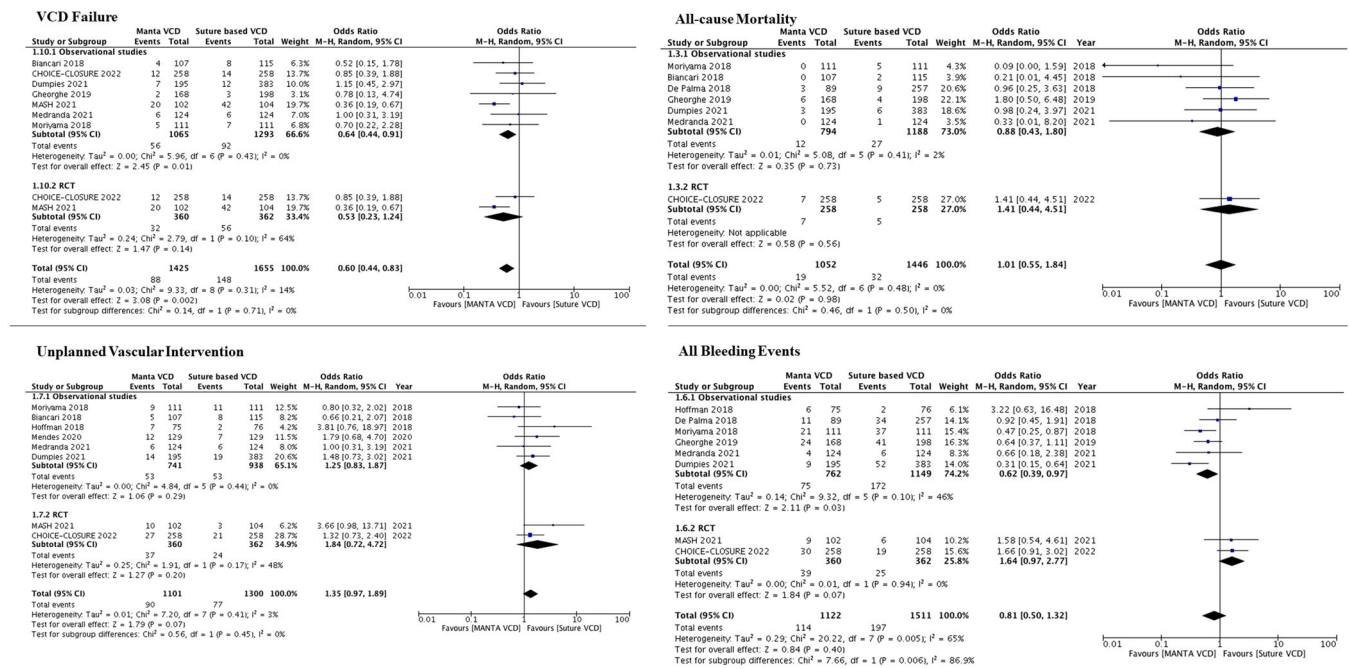 VCD Failure
Manta VCD Suture based VCD Odds Ratio Odds Ratio
Study or Subgroup Events Total Events Total Weight M-H, Random, 95% CI M-H, Random, 95% CI
1.10.1 Observational studies
Biancari 2018 4 107 8 115 6.3% 0.52 [0.15, 1.78]
CHOICE-CLOSURE 2022 12 258 14 258 13.7% 0.85 [0.39, 1.88]
Dumpies 2021 7 195 12 383 10.0% 1.15 [0.45, 2.97]
Gheorghe 2019 2 168 3 198 3.1% 0.78 [0.13, 4.74]
MASH 2021 20 102 42 104 19.7% 0.36 [0.19, 0.67]
Medranda 2021 6 124 6 124 7.5% 1.00 [0.31, 3.19]
Moriyama 2018 5 111 7 111 7.2% 0.70 [0.22, 2.28]
Subtotal (95% CI) 1065 1293 66.6% 0.64 [0.44, 0.91]
Total events 56 92
Heterogeneity: Tau² = 0.00; Chi² = 5.96, df = 6 (P = 0.43); I² = 0%
Test for overall effect: Z = 2.45 (P = 0.01)
1.10.2 RCT
CHOICE-CLOSURE 2022 12 258 14 258 13.7% 0.85 [0.39, 1.88]
MASH 2021 20 102 42 104 19.7% 0.36 [0.19, 0.67]
Subtotal (95% CI) 360 362 33.4% 0.53 [0.23, 1.24]
Total events 32 56
Heterogeneity: Tau² = 0.24; Chi² = 2.79, df = 1 (P = 0.10); I² = 64%
Test for overall effect: Z = 1.47 (P = 0.14)
Total (95% CI) 1425 1655 100.0% 0.60 [0.44, 0.83]
Total events 88 148
Heterogeneity: Tau² = 0.03; Chi² = 9.33, df = 8 (P = 0.31); I² = 14%
Test for overall effect: Z = 3.08 (P = 0.002)
Test for subgroup differences: Chi² = 0.14, df = 1 (P = 0.71), I² = 0%
0.01 0.1 1 10 100
Favours [MANTA VCD] Favours [Suture VCD]
All-cause Mortality
Manta VCD Suture based VCD Odds Ratio Odds Ratio
Study or Subgroup Events Total Events Total Weight M-H, Random, 95% CI Year M-H, Random, 95% CI
1.3.1 Observational studies
Moriyama 2018 0 111 5 111 4.2% 0.09 [0.00, 1.59] 2018
Biancari 2018 0 107 2 115 3.9% 0.21 [0.01, 4.45] 2018
De Palma 2018 3 89 9 257 20.6% 0.96 [0.25, 3.63] 2018
Gheorghe 2019 6 168 4 198 22.1% 1.80 [0.50, 6.48] 2019
Dumpies 2021 3 195 6 383 18.6% 0.98 [0.24, 3.97] 2021
Medranda 2021 0 124 1 124 3.5% 0.33 [0.01, 8.20] 2021
Subtotal (95% CI) 794 1188 73.0% 0.88 [0.43, 1.80]
Total events 12 27
Heterogeneity: Tau² = 0.01; Chi² = 5.08, df = 5 (P = 0.41); I² = 2%
Test for overall effect: Z = 0.35 (P = 0.73)
1.3.2 RCT
CHOICE-CLOSURE 2022 7 258 5 258 27.0% 1.41 [0.44, 4.51] 2022
Subtotal (95% CI) 258 258 27.0% 1.41 [0.44, 4.51]
Total events 7 5
Heterogeneity: Not applicable
Test for overall effect: Z = 0.58 (P = 0.56)
Total (95% CI) 1052 1446 100.0% 1.01 [0.55, 1.84]
Total events 19 32
Heterogeneity: Tau² = 0.00; Chi² = 5.52, df = 6 (P = 0.48); I² = 0%
Test for overall effect: Z = 0.02 (P = 0.98)
Test for subgroup differences: Chi² = 0.46, df = 1 (P = 0.50), I² = 0%
0.01 0.1 1 10 100
Favours [MANTA VCD] Favours [Suture VCD]
Unplanned Vascular Intervention
Manta VCD Suture based VCD Odds Ratio Odds Ratio
Study or Subgroup Events Total Events Total Weight M-H, Random, 95% CI Year M-H, Random, 95% CI
1.7.1 Observational studies
Moriyama 2018 9 111 11 111 12.5% 0.80 [0.32, 2.02] 2018
Biancari 2018 5 107 8 115 8.2% 0.66 [0.21, 2.07] 2018
Hoffman 2018 7 75 2 76 4.2% 3.81 [0.76, 18.97] 2018
Mendes 2020 12 129 7 129 11.5% 1.79 [0.68, 4.70] 2020
Medranda 2021 6 124 6 124 8.0% 1.00 [0.31, 3.19] 2021
Dumpies 2021 14 195 19 383 20.6% 1.48 [0.73, 3.02] 2021
Subtotal (95% CI) 741 938 65.1% 1.25 [0.83, 1.87]
Total events 53 53
Heterogeneity: Tau² = 0.00; Chi² = 4.84, df = 5 (P = 0.44); I² = 0%
Test for overall effect: Z = 1.06 (P = 0.29)
1.7.2 RCT
MASH 2021 10 102 3 104 6.2% 3.66 [0.98, 13.71] 2021
CHOICE-CLOSURE 2022 27 258 21 258 28.7% 1.32 [0.73, 2.40] 2022
Subtotal (95% CI) 360 362 34.9% 1.84 [0.72, 4.72]
Total events 37 24
Heterogeneity: Tau² = 0.25; Chi² = 1.91, df = 1 (P = 0.17); I² = 48%
Test for overall effect: Z = 1.27 (P = 0.20)
Total (95% CI) 1101 1300 100.0% 1.35 [0.97, 1.89]
Total events 90 77
Heterogeneity: Tau² = 0.01; Chi² = 7.20, df = 7 (P = 0.41); I² = 3%
Test for overall effect: Z = 1.79 (P = 0.07)
Test for subgroup differences: Chi² = 0.56, df = 1 (P = 0.45), I² = 0%
0.01 0.1 1 10 100
Favours [MANTA VCD] Favours [Suture VCD]
All Bleeding Events
Manta VCD Suture based VCD Odds Ratio Odds Ratio
Study or Subgroup Events Total Events Total Weight M-H, Random, 95% CI Year M-H, Random, 95% CI
1.6.1 Observational studies
Hoffman 2018 6 75 2 76 6.1% 3.22 [0.63, 16.48] 2018
De Palma 2018 11 89 34 257 14.4% 0.92 [0.45, 1.91] 2018
Moriyama 2018 21 111 37 111 15.4% 0.47 [0.25, 0.87] 2018
Gheorghe 2019 24 168 41 198 16.3% 0.64 [0.37, 1.11] 2019
Medranda 2021 4 124 6 124 8.0% 0.66 [0.18, 2.38] 2021
Dumpies 2021 9 195 52 383 14.0% 0.31 [0.15, 0.64] 2021
Subtotal (95% CI) 762 1149 74.2% 0.62 [0.39, 0.97]
Total events 75 172
Heterogeneity: Tau² = 0.14; Chi² = 9.32, df = 5 (P = 0.10); I² = 46%
Test for overall effect: Z = 2.11 (P = 0.03)
1.6.2 RCT
MASH 2021 9 102 6 104 10.2% 1.58 [0.54, 4.61] 2021
CHOICE-CLOSURE 2022 30 258 19 258 15.6% 1.66 [0.91, 3.02] 2022
Subtotal (95% CI) 360 362 25.8% 1.64 [0.97, 2.77]
Total events 39 25
Heterogeneity: Tau² = 0.00; Chi² = 0.01, df = 1 (P = 0.94); I² = 0%
Test for overall effect: Z = 1.84 (P = 0.07)
Total (95% CI) 1122 1511 100.0% 0.81 [0.50, 1.32]
Total events 114 197
Heterogeneity: Tau² = 0.29; Chi² = 20.22, df = 7 (P = 0.005); I² = 65%
Test for overall effect: Z = 0.84 (P = 0.40)
Test for subgroup differences: Chi² = 7.66, df = 1 (P = 0.006), I² = 86.9%
0.01 0.1 1 10 100
Favours [MANTA VCD] Favours [Suture VCD]